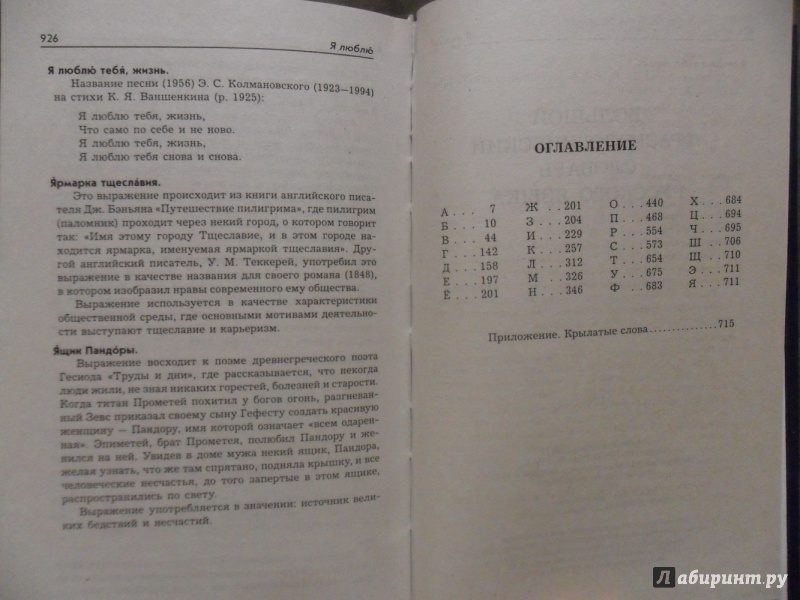 926
Я люблю́
Я люблю́ тебя́, жизнь.
Название песни (1956) Э. С. Колмановского (1923—1994)
на стихи К. Я. Ваншенкина (р. 1925):
Я люблю тебя, жизнь,
Что само по себе и не ново.
Я люблю тебя, жизнь,
Я люблю тебя снова и снова.
Я́рмарка тщесла́вия.
Это выражение происходит из книги английского писа-
теля Дж. Бэньяна «Путешествие пилигрима», где пилигрим
(паломник) проходит через некий город, о котором говорит
так: «Имя этому городу Тщеславие, и в этом городе на-
ходится ярмарка, именуемая ярмаркой тщеславия». Дру-
гой английский писатель, У. М. Теккерей, употребил это
выражение в качестве названия для своего романа (1848),
в котором изобразил нравы современного ему общества.
Выражение используется в качестве характеристики
общественной среды, где основными мотивами деятельно-
сти выступают тщеславие и карьеризм.
Я́щик Пандо́ры.
Выражение восходит к поэме древнегреческого поэта
Гесиода «Труды и дни», где рассказывается, что некогда
люди жили, не зная никаких горестей, болезней и старости.
Когда титан Прометей похитил у богов огонь, разгневан-
ный Зевс приказал своему сыну Гефесту создать красивую
женщину — Пандору, имя которой означает «всем одарен-
ная». Эпиметей, брат Прометея, полюбил Пандору и же-
нился на ней. Увидев в доме мужа некий ящик, Пандора,
желая узнать, что же там спрятано, подняла крышку, и все
человеческие несчастья, до того запертые в этом ящике,
распространились по свету.
Выражение употребляется в значении: источник вели-
ких бедствий и несчастий.
ОГЛАВЛЕНИЕ
А.... 7
Б.... 10
В.... 44
Г... 142
Д... 158
Е... 197
Ё... 201
Ж... 201
З... 204
И... 229
К... 257
Л... 312
М... 326
Н... 346
О... 440
П... 468
Р... 554
С... 573
Т... 654
У... 675
Ф... 683
Х... 684
Ц... 694
Ч... 695
Ш... 706
Щ... 710
Э... 711
Я... 711
Приложение. Крылатые слова................715
Лабиринт.ру